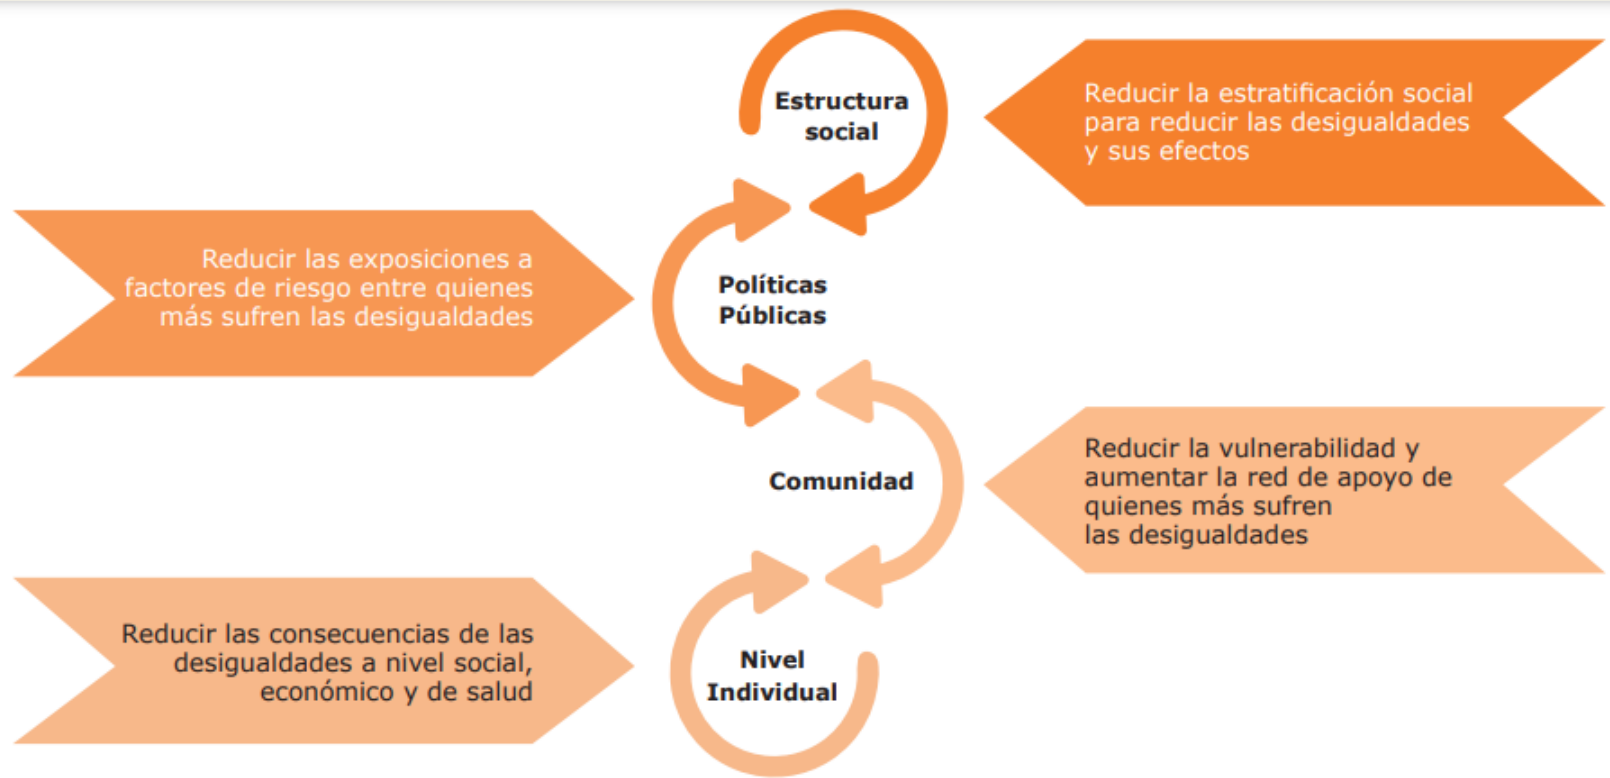 Estructura
social
Reducir la estratificación social
para reducir las desigualdades
y sus efectos
Reducir las exposiciones a
factores de riesgo entre quienes
más sufren las desigualdades
Políticas
Públicas
Comunidad
Reducir la vulnerabilidad y
aumentar la red de apoyo de
quienes más sufren
las desigualdades
Reducir las consecuencias de las
desigualdades a nivel social,
económico y de salud
Nivel
Individual